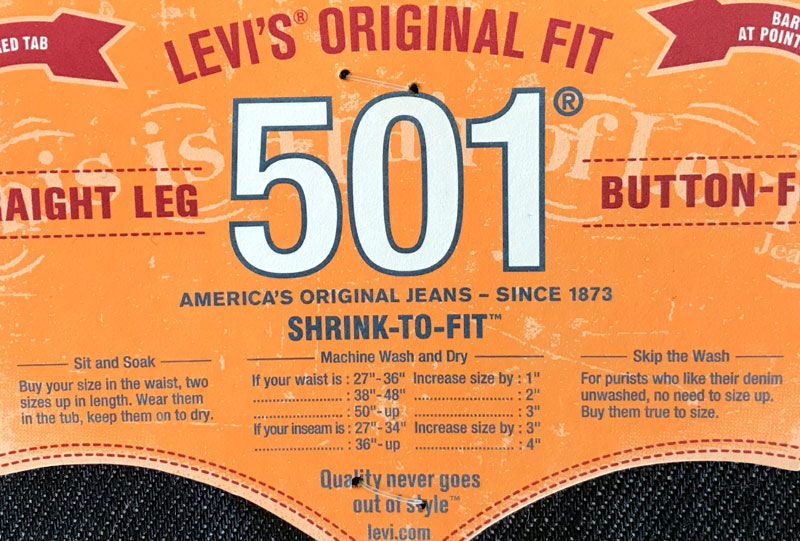 RED TAB
LEVI'S® ORIGINAL FIT
BAR
AT POINT
501®
AIGHT LEG
BUTTON-F
AMERICA'S ORIGINAL JEANS – SINCE 1873
SHRINK-TO-FIT™
Sit and Soak
Buy your size in the waist, two
sizes up in length. Wear them
in the tub, keep them on to dry.
Machine Wash and Dry
If your waist is : 27"-36" Increase size by : 1"
: 38"-48" : 2"
: 50"-up : 3"
If your inseam is : 27"-34" Increase size by : 3"
: 36"-up : 4"
Skip the Wash
For purists who like their denim
unwashed, no need to size up.
Buy them true to size.
Quality never goes
out of style™
levi.com